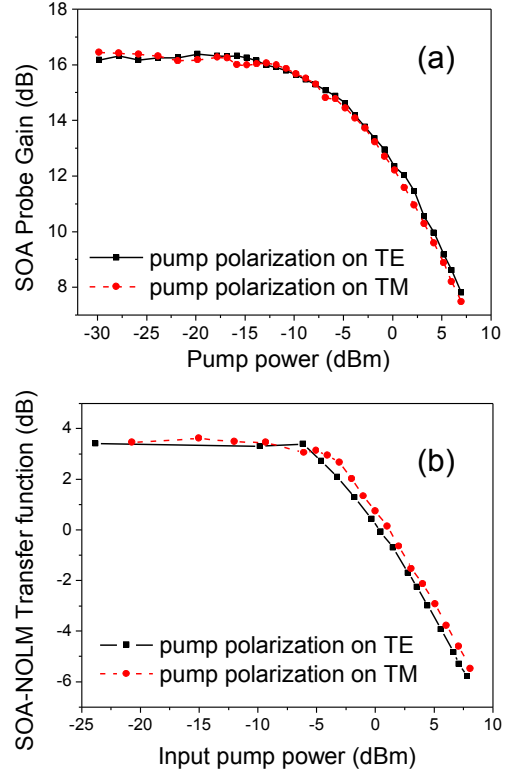 18
16
14
12
10
8
SOA Probe Gain (dB)
(a)
pump polarization on TE
pump polarization on TM
-30 -25 -20 -15 -10 -5 0 5 10
Pump power (dBm)
4
2
0
-2
-4
-6
SOA-NOLM Transfer function (dB)
(b)
pump polarization on TE
pump polarization on TM
-25 -20 -15 -10 -5 0 5 10
Input pump power (dBm)